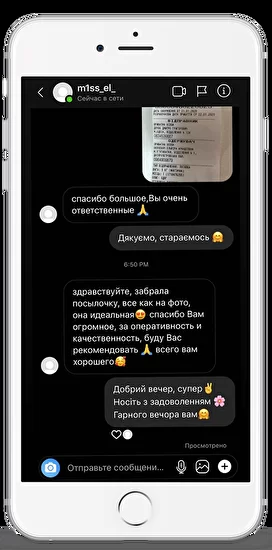 m1ss_el_
Сейчас в сети
спасибо большое,Вы очень
ответственные 🙏
Дякуємо, стараємось 🤗
6:50 PM
здравствуйте, забрала
посылочку, все как на фото,
она идеальная😍 спасибо Вам
огромное, за оперативность и
качественность, буду Вас
рекомендовать 🙏 всего вам
хорошего🥰
Добрий вечер, супер✌️
Носіть з задоволенням 🌸
Гарного вечора вам🤗
Просмотрено
Отправьте сообщени...